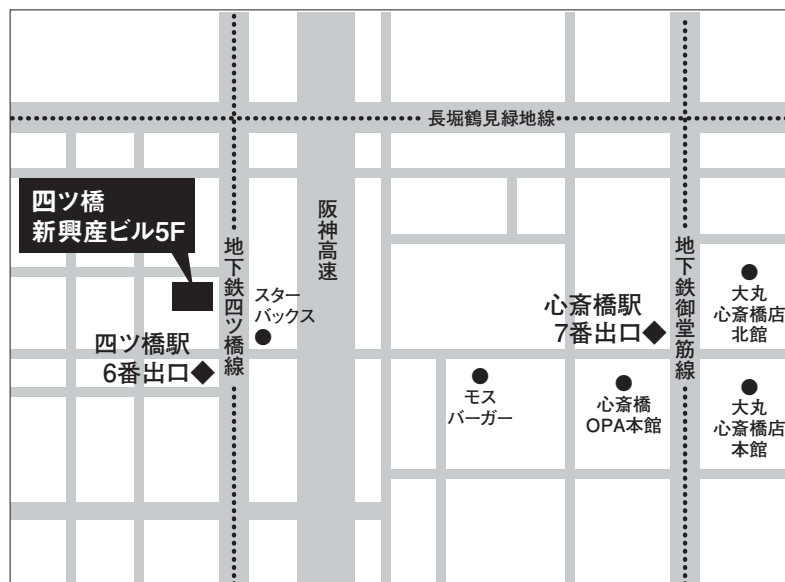 長堀鶴見緑地線
四ツ橋
新興産ビル5F
阪神高速
地下鉄四ツ橋線
スター
バックス
四ツ橋駅
6番出口
心斎橋駅
7番出口
地下鉄御堂筋線
大丸
心斎橋店
北館
モス
バーガー
心斎橋
OPA本館
大丸
心斎橋店
本館